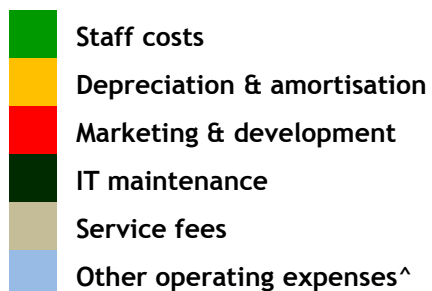 Staff costs
Depreciation & amortisation
Marketing & development
IT maintenance
Service fees
Other operating expenses^